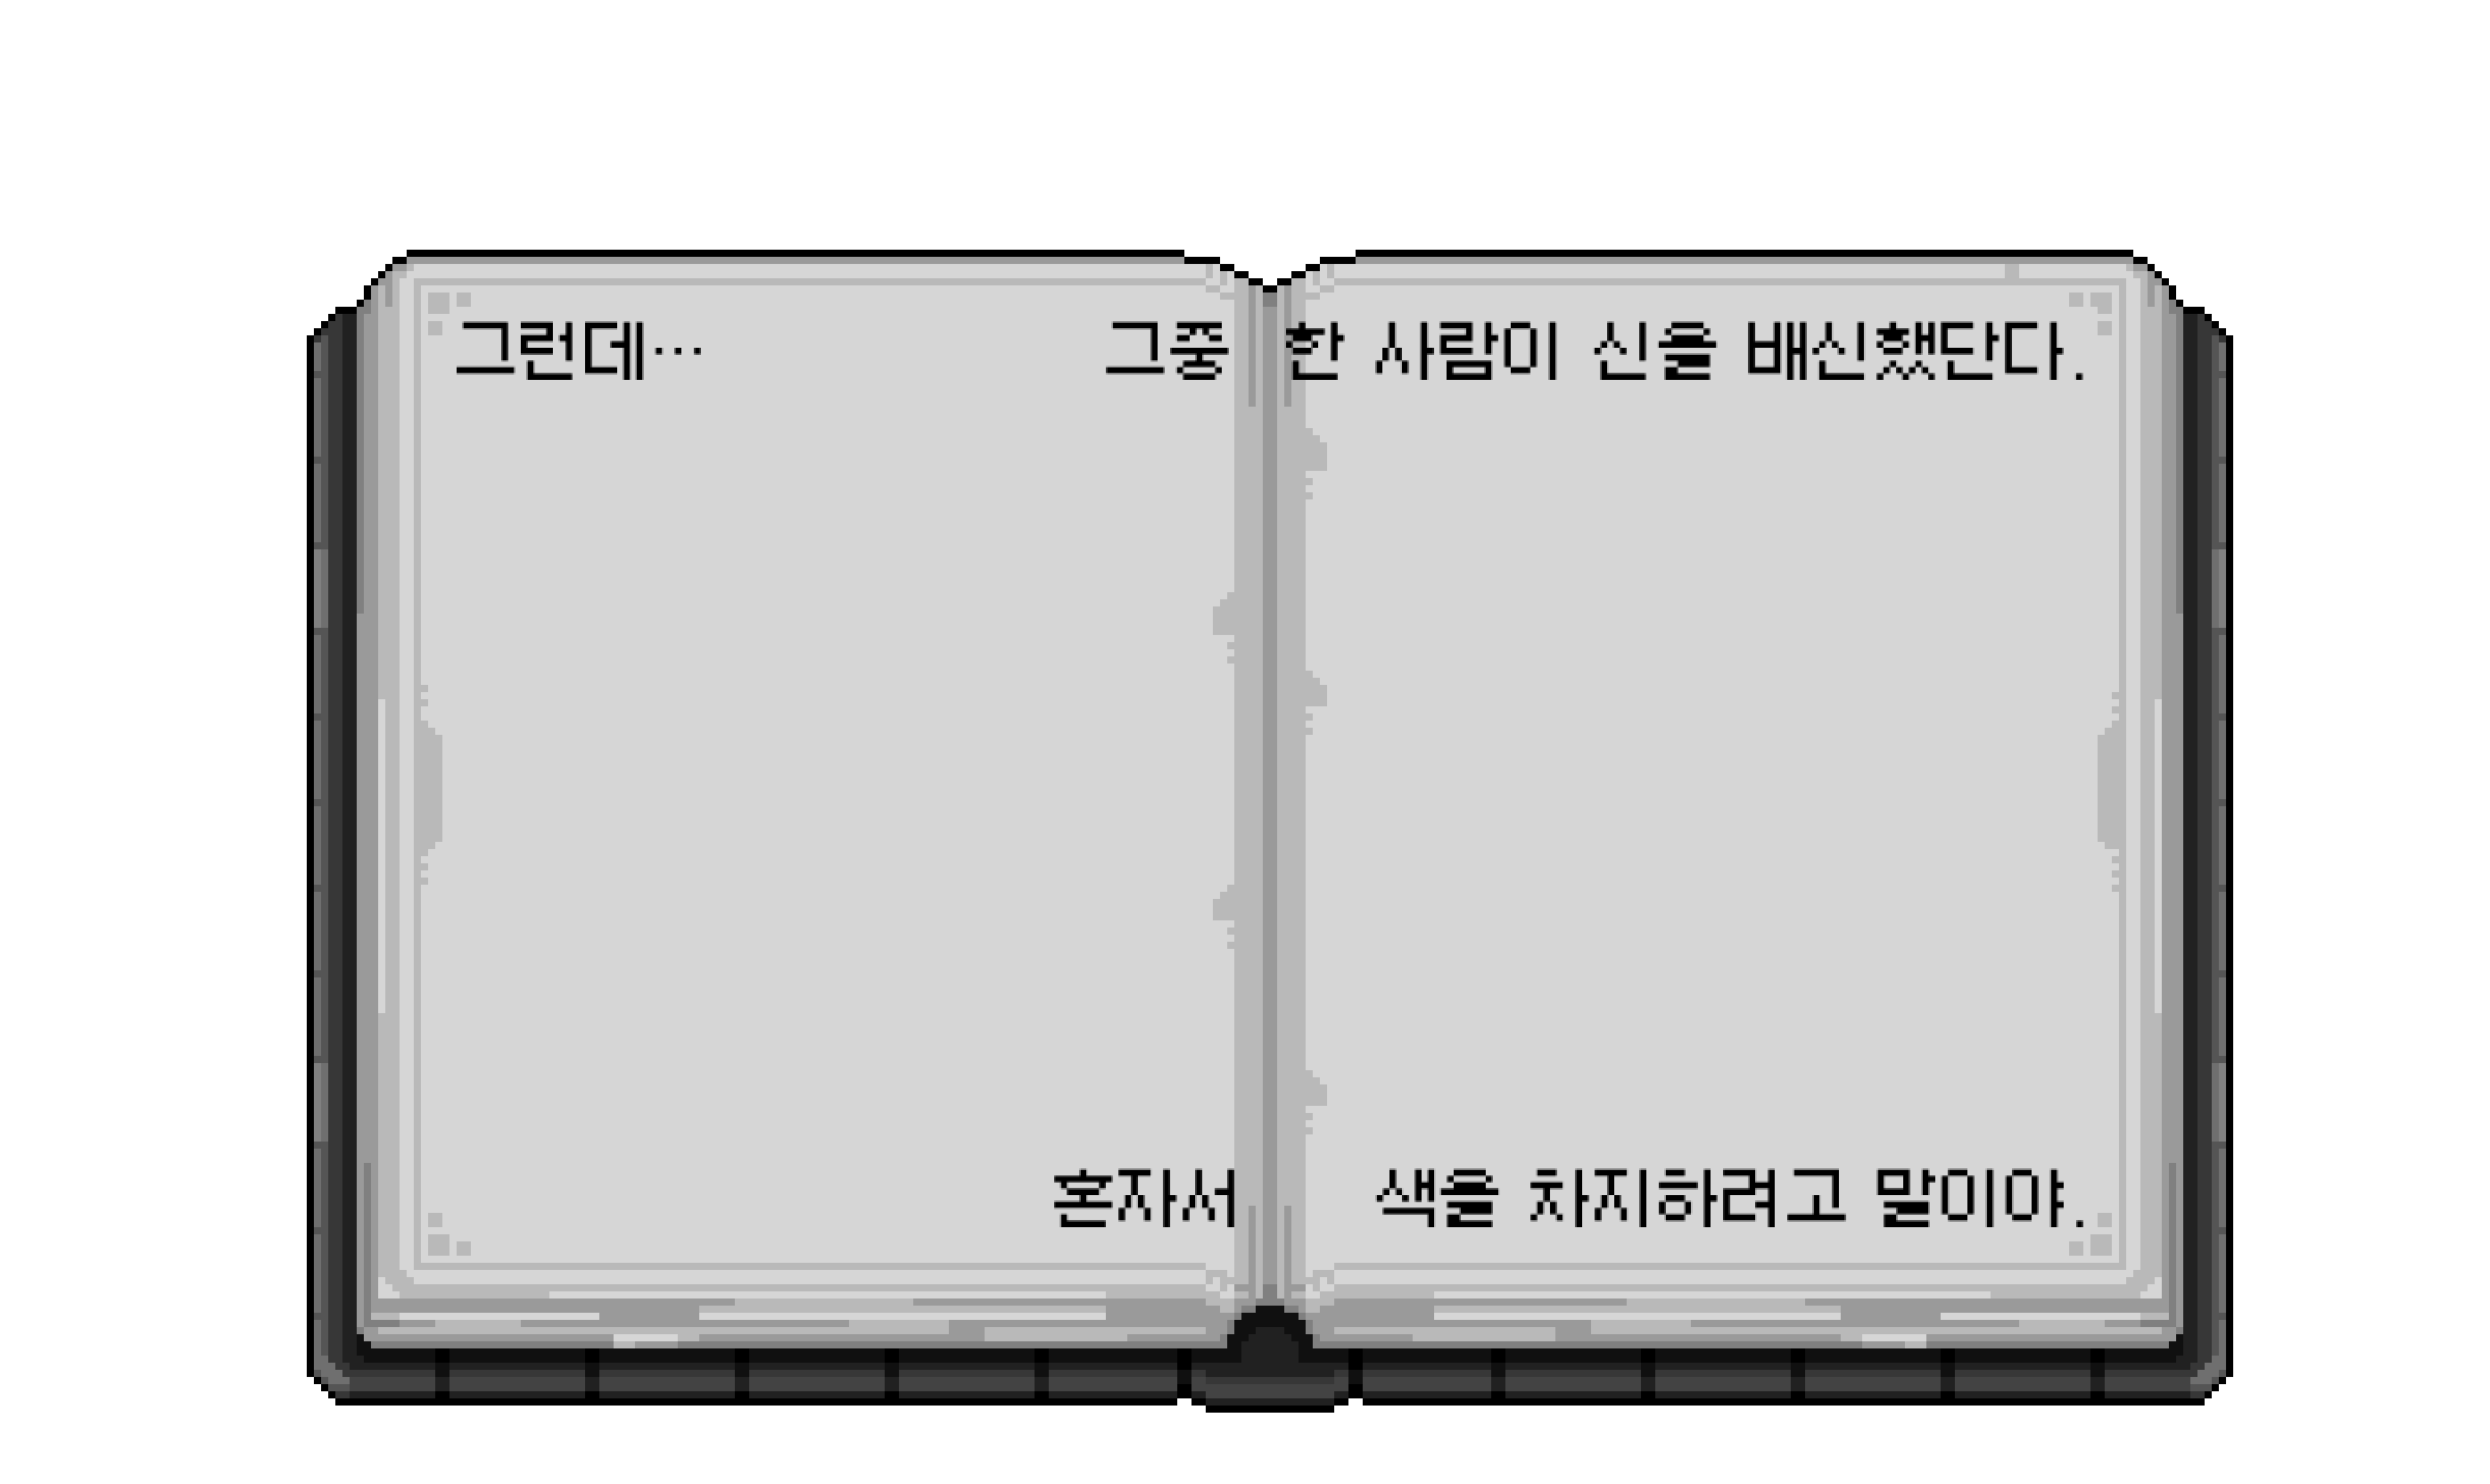 그런데…
그중 한 사람이 신을 배신했단다.
혼자서 색을 차지하려고 말이야.